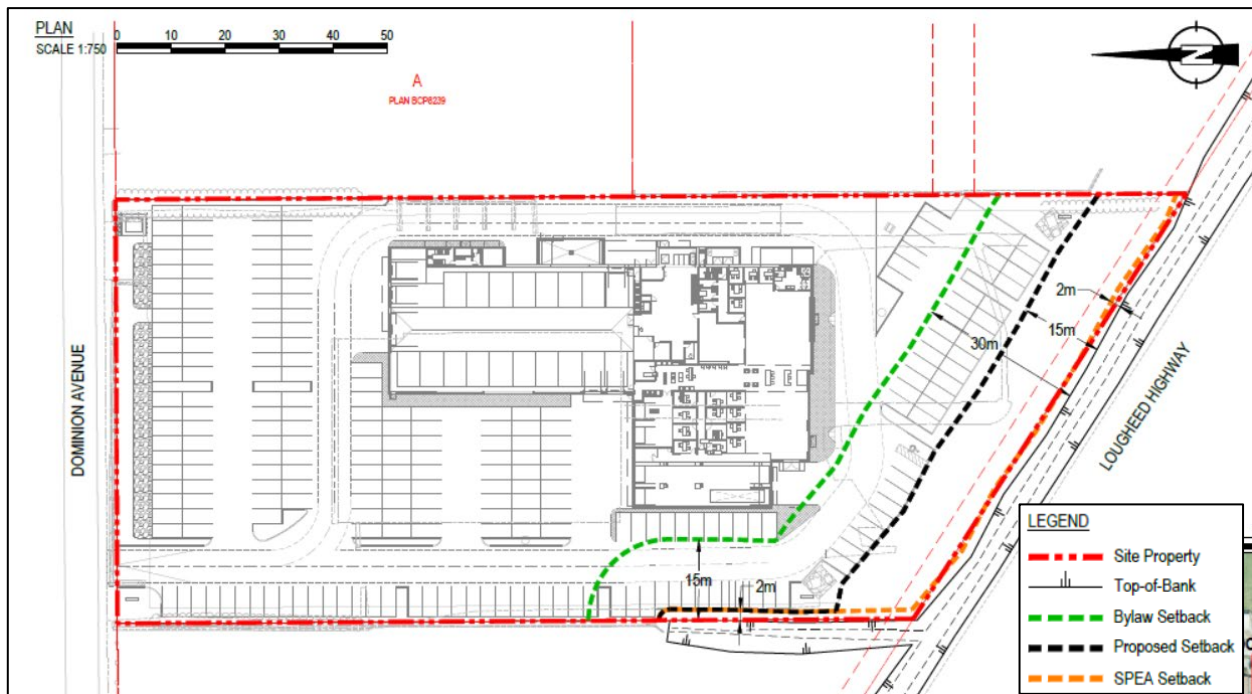 PLAN
SCALE 1:750
0 10 20 30 40 50
A
PLAN BCP8239
N
DOMINION AVENUE
LOUGHEED HIGHWAY
2m
15m
30m
15m
2m
LEGEND
Site Property
Top-of-Bank
Bylaw Setback
Proposed Setback
SPEA Setback